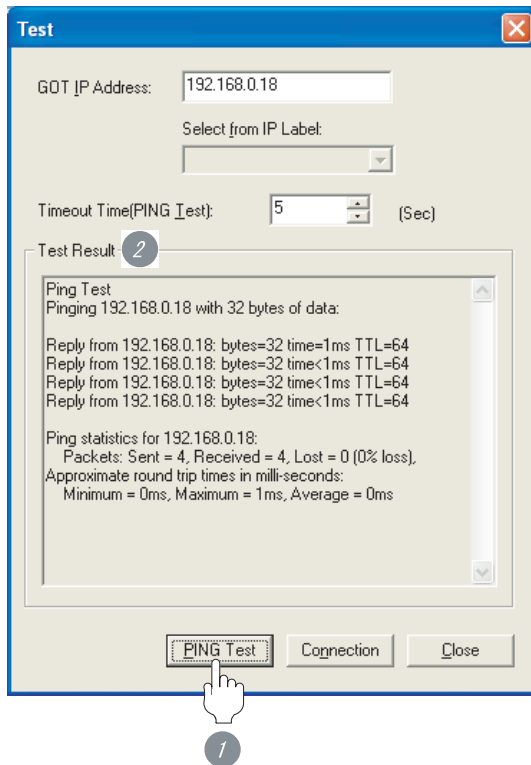 Test
GOT IP Address: 192.168.0.18
Select from IP Label:
Timeout Time(PING Test): 5 (Sec)
Test Result 2
Ping Test
Pinging 192.168.0.18 with 32 bytes of data:
Reply from 192.168.0.18: bytes=32 time=1ms TTL=64
Reply from 192.168.0.18: bytes=32 time<1ms TTL=64
Reply from 192.168.0.18: bytes=32 time<1ms TTL=64
Reply from 192.168.0.18: bytes=32 time<1ms TTL=64
Ping statistics for 192.168.0.18:
Packets: Sent = 4, Received = 4, Lost = 0 (0% loss),
Approximate round trip times in milli-seconds:
Minimum = 0ms, Maximum = 1ms, Average = 0ms
PING Test Connection Close
1